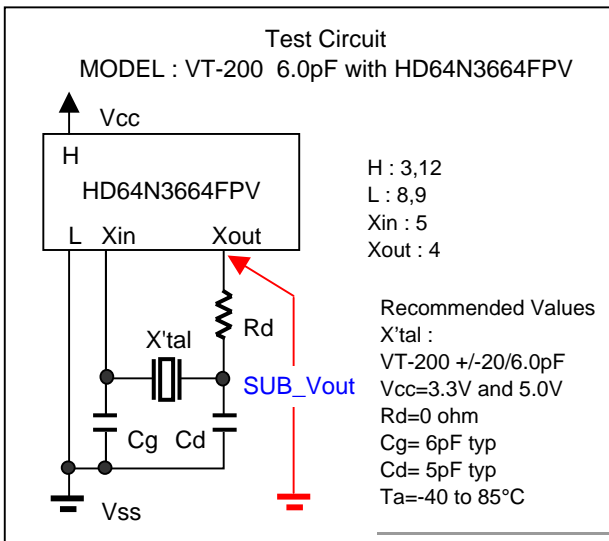 Test Circuit
MODEL : VT-200  6.0pF with HD64N3664FPV
Vcc
H
HD64N3664FPV
L Xin Xout
H : 3,12
L : 8,9
Xin : 5
Xout : 4
X'tal
Rd
SUB_Vout
Cg Cd
Vss
Recommended Values
X'tal :
VT-200 +/-20/6.0pF
Vcc=3.3V and 5.0V
Rd=0 ohm
Cg= 6pF typ
Cd= 5pF typ
Ta=-40 to 85°C